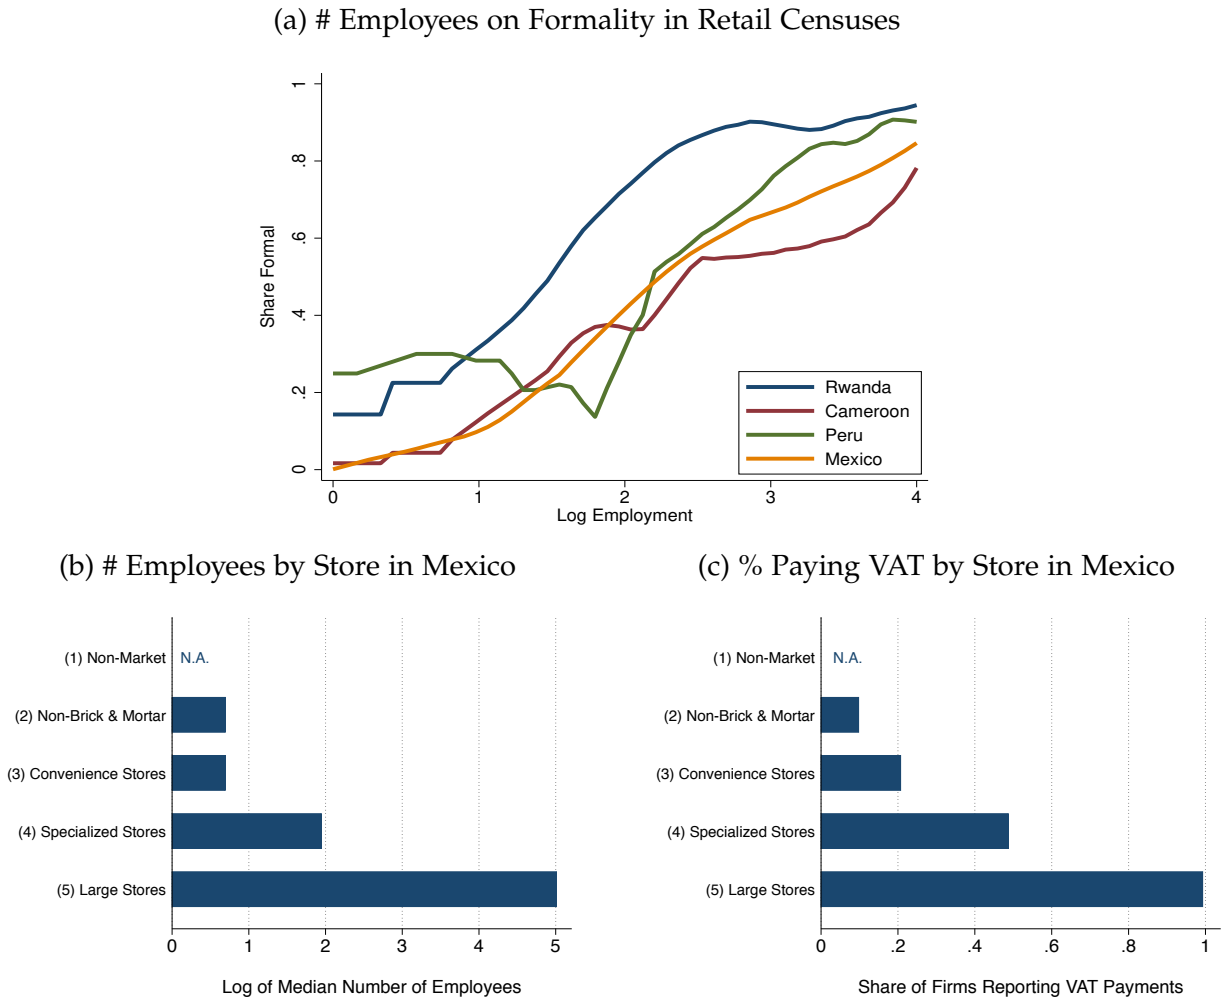 (a) # Employees on Formality in Retail Censuses
Share Formal
1
.8
.6
.4
.2
0
Rwanda
Cameroon
Peru
Mexico
0 1 2 3 4
Log Employment
(b) # Employees by Store in Mexico
(1) Non-Market N.A.
(2) Non-Brick & Mortar
(3) Convenience Stores
(4) Specialized Stores
(5) Large Stores
0 1 2 3 4 5
Log of Median Number of Employees
(c) % Paying VAT by Store in Mexico
(1) Non-Market N.A.
(2) Non-Brick & Mortar
(3) Convenience Stores
(4) Specialized Stores
(5) Large Stores
0 .2 .4 .6 .8 1
Share of Firms Reporting VAT Payments